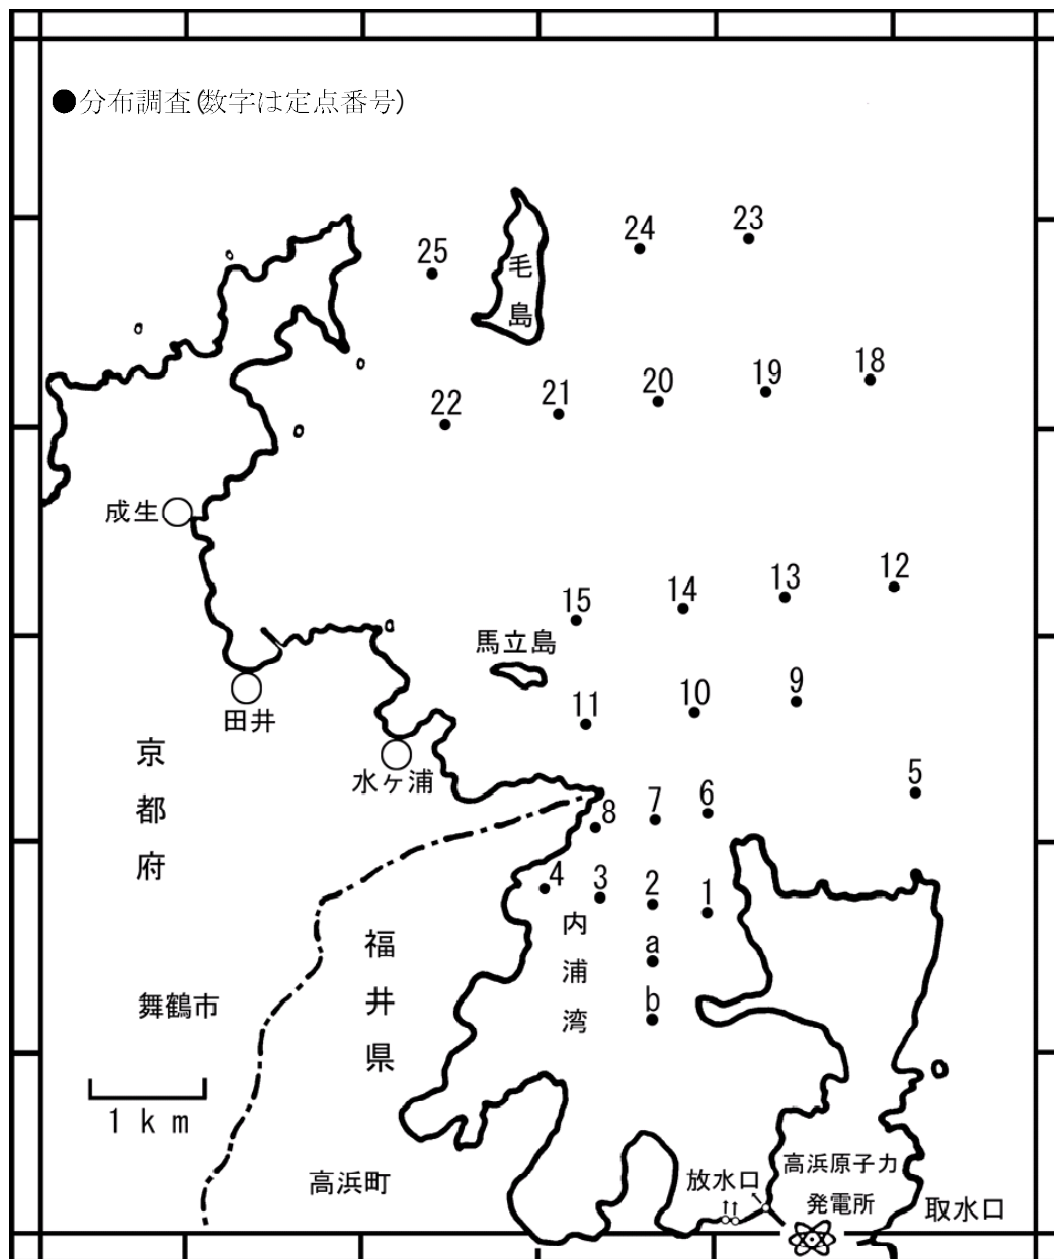 ●分布調査(数字は定点番号)
23
24
25
毛
島
18
19
20
21
22
成生
12
13
14
15
馬立島
9
10
11
田井
水ヶ浦
京
都
府
5
6
7
8
4
3
2
1
内
浦
湾
a
b
福
井
県
舞鶴市
1 k m
高浜町
放水口
高浜原子力
発電所
取水口